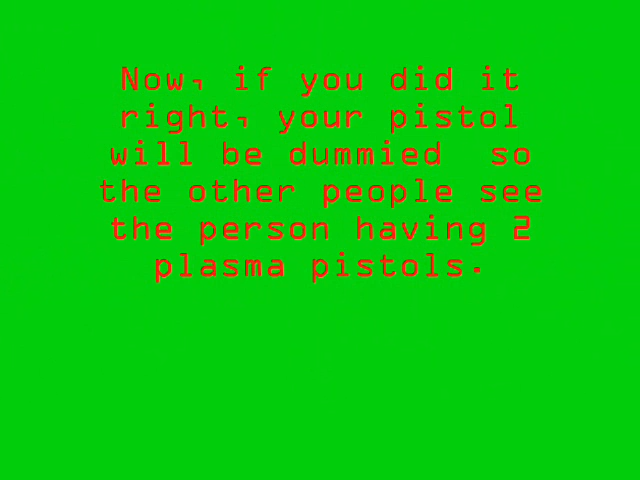 Now, if you did it
right, your pistol
will be dummied  so
the other people see
the person having 2
plasma pistols.